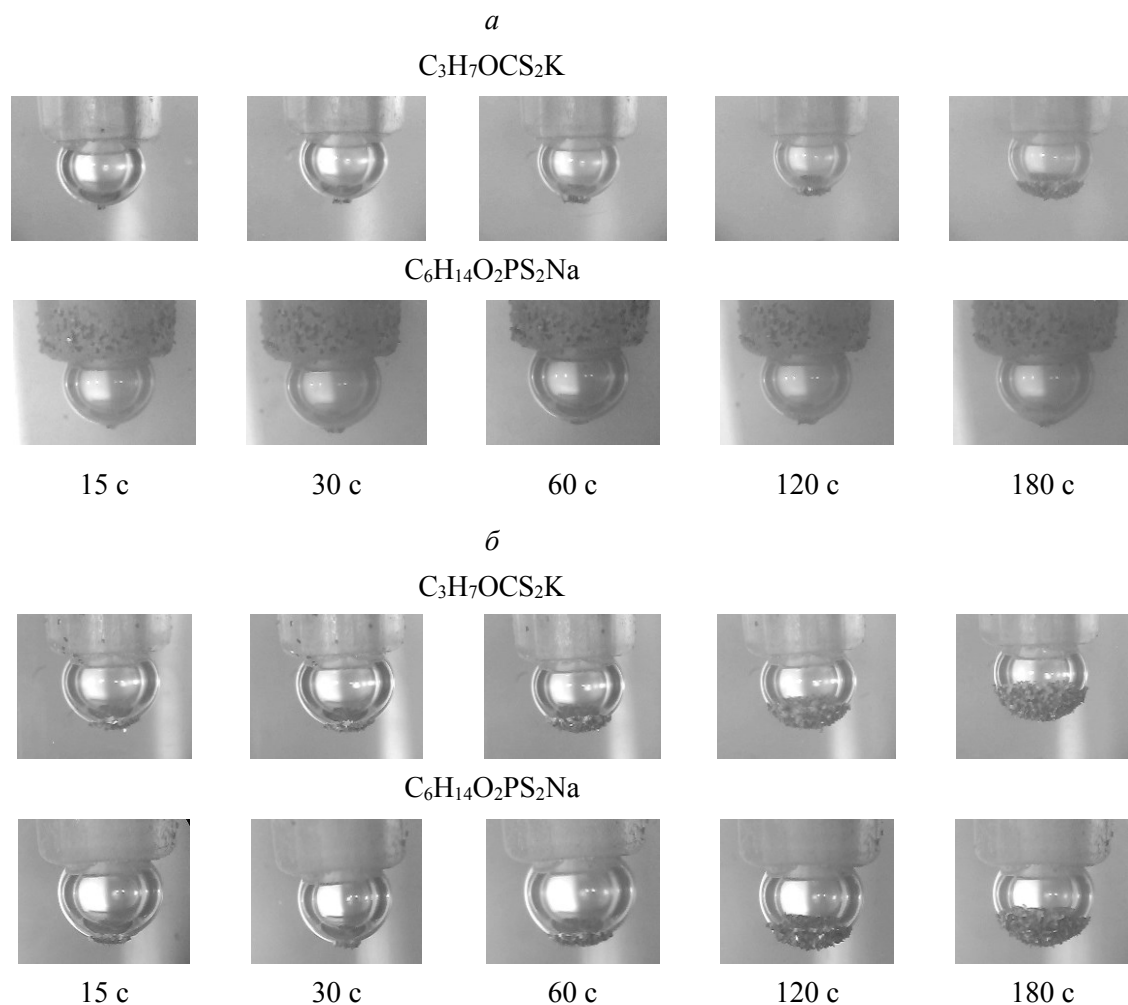 а
C₃H₇OCS₂K
C₆H₁₄O₂PS₂Na
15 с 30 с 60 с 120 с 180 с
б
C₃H₇OCS₂K
C₆H₁₄O₂PS₂Na
15 с 30 с 60 с 120 с 180 с